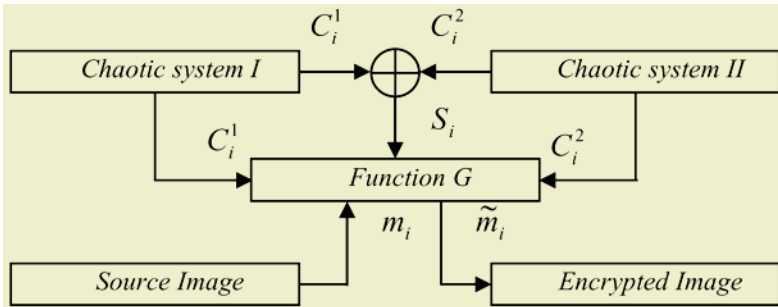 C_i^1 C_i^2
Chaotic system I Chaotic system II
S_i
C_i^1 C_i^2
Function G
m_i m̃_i
Source Image Encrypted Image